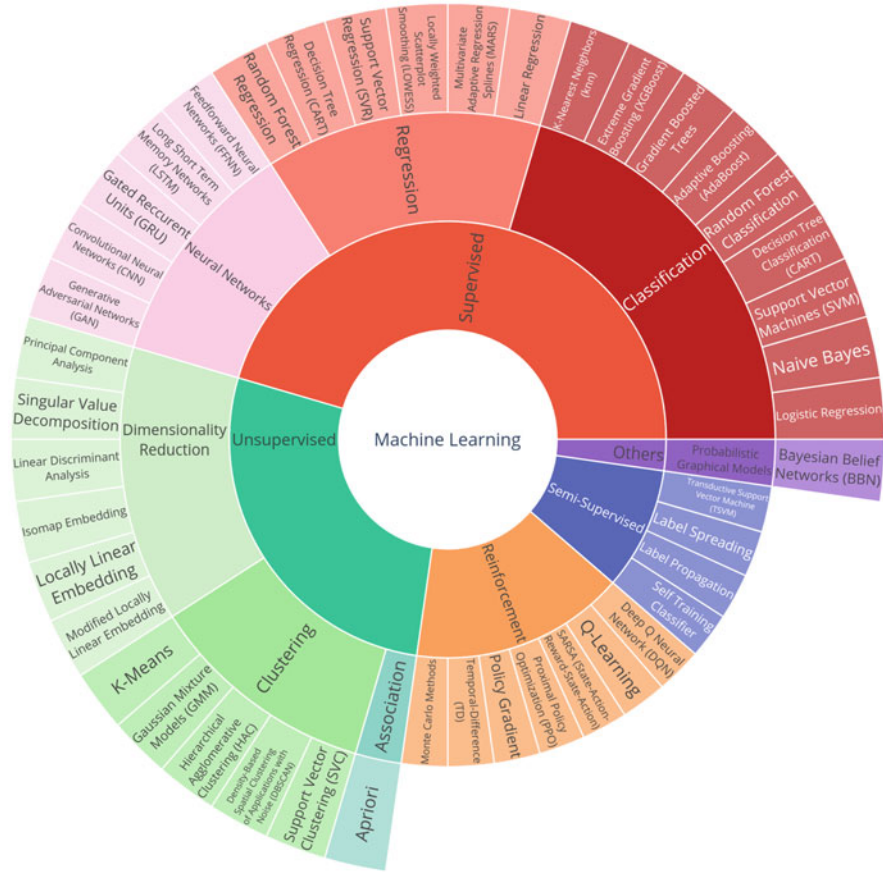 Machine Learning
Supervised
Classification
K-Nearest Neighbors
(knn)
Extreme Gradient
Boosting (XGBoost)
Gradient Boosted
Trees
Adaptive Boosting
(AdaBoost)
Random Forest
Classification
Decision Tree
Classification
(CART)
Support Vector
Machines (SVM)
Naive Bayes
Logistic Regression
Regression
Random Forest
Regression
Decision Tree
Regression (CART)
Support Vector
Regression (SVR)
Locally Weighted
Scatterplot
Smoothing (LOWESS)
Multivariate
Adaptive Regression
Splines (MARS)
Linear Regression
Neural Networks
Feedforward Neural
Networks (FFNN)
Long Short Term
Memory Networks
(LSTM)
Gated Reccurent
Units (GRU)
Convolutional Neural
Networks (CNN)
Generative
Adversarial Networks
(GAN)
Unsupervised
Dimensionality
Reduction
Principal Component
Analysis
Singular Value
Decomposition
Linear Discriminant
Analysis
Isomap Embedding
Locally Linear
Embedding
Modified Locally
Linear Embedding
Clustering
K-Means
Gaussian Mixture
Models (GMM)
Hierarchical
Agglomerative
Clustering (HAC)
Density-Based
Spatial Clustering
of Applications with
Noise (DBSCAN)
Support Vector
Clustering (SVC)
Association
Apriori
Reinforcement
Monte Carlo Methods
Temporal-Difference
(TD)
Policy Gradient
Proximal Policy
Optimization (PPO)
SARSA (State-Action-
Reward-State-Action)
Q-Learning
Deep Q Neural
Network (DQN)
Semi-Supervised
Self Training
Classifier
Label Propagation
Label Spreading
Transductive Support
Vector Machine
(TSVM)
Others
Probabilistic
Graphical Models
Bayesian Belief
Networks (BBN)